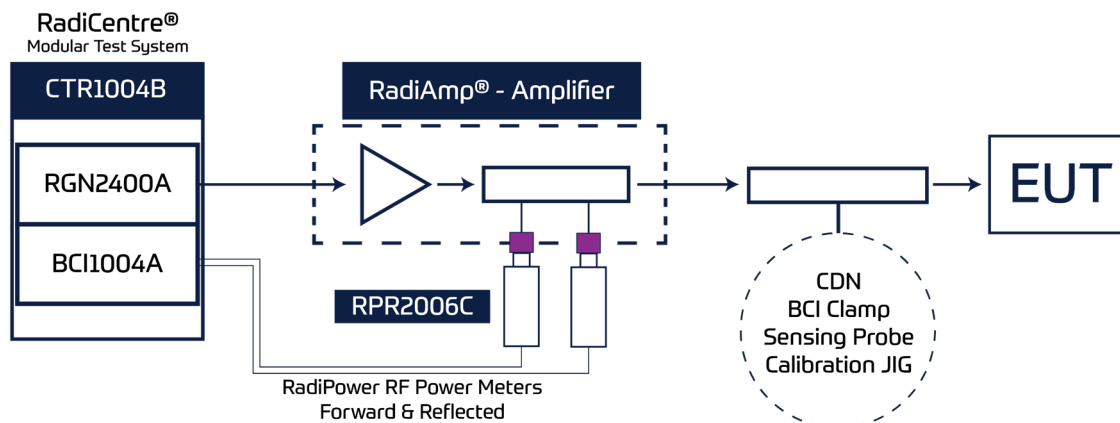 RadiCentre®
Modular Test System
CTR1004B
RadiAmp® - Amplifier
RGN2400A
BCI1004A
EUT
RPR2006C
CDN
BCI Clamp
Sensing Probe
Calibration JIG
RadiPower RF Power Meters
Forward & Reflected